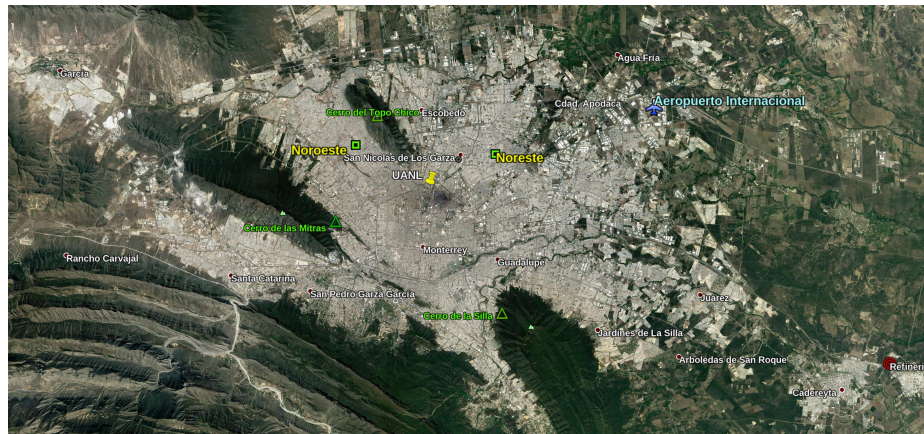 Agua Fría
García
Cdad. Apodaca
Aeropuerto Internacional
Cerro del Topo Chico
Escobedo
Noroeste
San Nicolás de Los Garza
Noreste
UANL
Cerro de las Mitras
Monterrey
Rancho Carvajal
Guadalupe
Santa Catarina
San Pedro Garza García
Juárez
Cerro de la Silla
Jardines de La Silla
Arboledas de San Roque
Refineri
Cadereyta